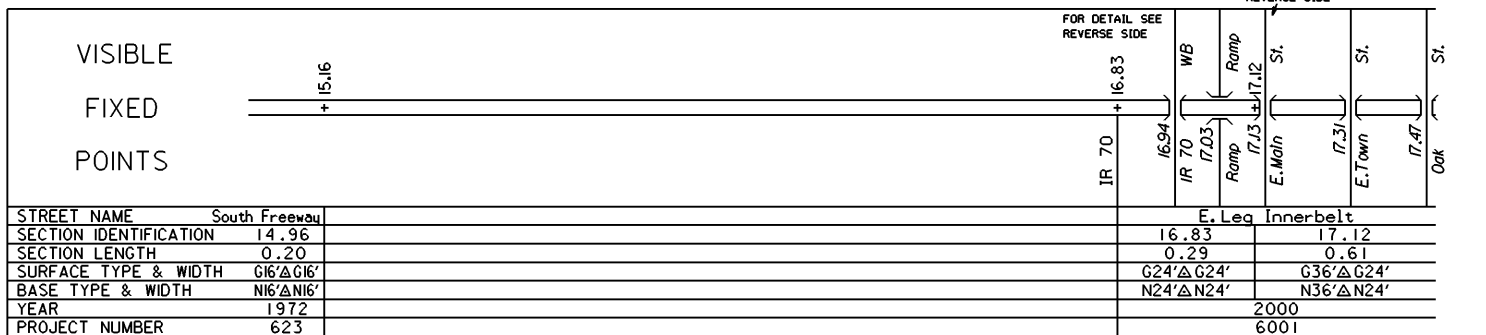 FOR DETAIL SEE
REVERSE SIDE
VISIBLE
FIXED
POINTS
15.16
16.83
IR 70
16.94
WB
IR 70
17.03
Ramp
Ramp
17.12
17.13
St.
E.Main
17.31
St.
E.Town
17.47
St.
Oak
STREET NAME South Freeway E.Leg Innerbelt
SECTION IDENTIFICATION 14.96 16.83 17.12
SECTION LENGTH 0.20 0.29 0.61
SURFACE TYPE & WIDTH G16'△G16' G24'△G24' G36'△G24'
BASE TYPE & WIDTH N16'△N16' N24'△N24' N36'△N24'
YEAR 1972 2000
PROJECT NUMBER 623 6001